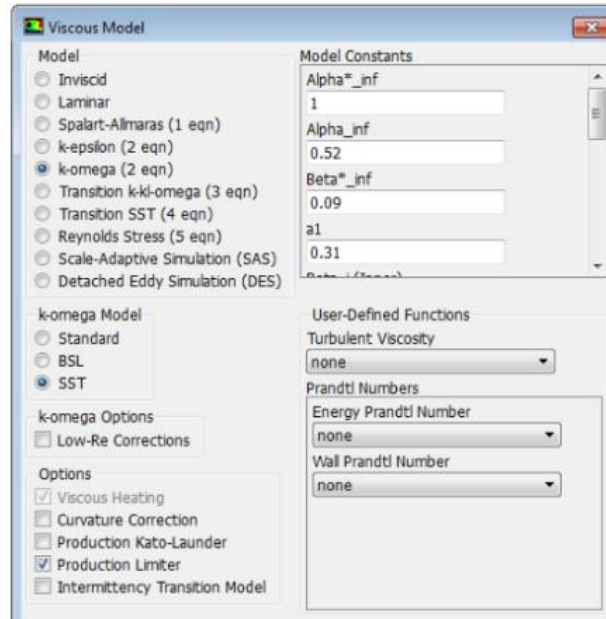 Viscous Model
Model
Inviscid
Laminar
Spalart-Allmaras (1 eqn)
k-epsilon (2 eqn)
k-omega (2 eqn)
Transition k-kl-omega (3 eqn)
Transition SST (4 eqn)
Reynolds Stress (5 eqn)
Scale-Adaptive Simulation (SAS)
Detached Eddy Simulation (DES)
k-omega Model
Standard
BSL
SST
k-omega Options
Low-Re Corrections
Options
Viscous Heating
Curvature Correction
Production Kato-Launder
Production Limiter
Intermittency Transition Model
Model Constants
Alpha*_inf
1
Alpha_inf
0.52
Beta*_inf
0.09
a1
0.31
User-Defined Functions
Turbulent Viscosity
none
Prandtl Numbers
Energy Prandtl Number
none
Wall Prandtl Number
none